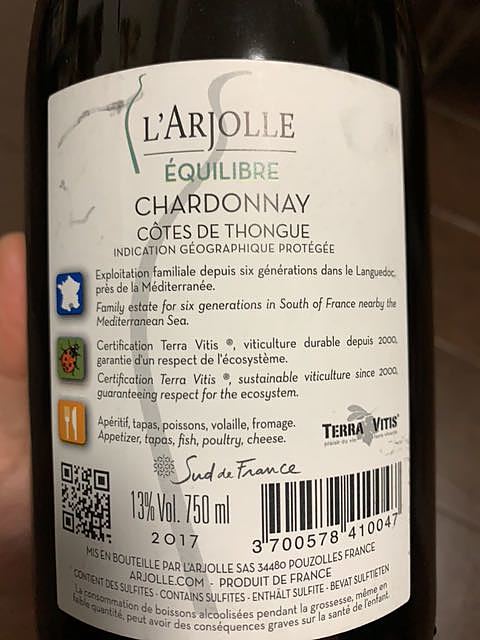 L'ARJOLLE
ÉQUILIBRE
CHARDONNAY
CÔTES DE THONGUE
INDICATION GÉOGRAPHIQUE PROTÉGÉE
Exploitation familiale depuis six générations dans le Languedoc,
près de la Méditerranée.
Family estate for six generations in South of France nearby the
Mediterranean Sea.
Certification Terra Vitis ®, viticulture durable depuis 2000,
garantie d'un respect de l'écosystème.
Certification Terra Vitis ®, sustainable viticulture since 2000,
guaranteeing respect for the ecosystem.
Apéritif, tapas, poissons, volaille, fromage.
Appetizer, tapas, fish, poultry, cheese.
TERRA VITIS®
Sud de France
13% Vol. 750 ml
2017
3 700578 410047
MIS EN BOUTEILLE PAR L'ARJOLLE SAS 34480 POUZOLLES FRANCE
ARJOLLE.COM - PRODUIT DE FRANCE
CONTIENT DES SULFITES - CONTAINS SULFITES - ENTHÄLT SULFITE - BEVAT SULFIETEN
La consommation de boissons alcoolisées pendant la grossesse, même en
faible quantité, peut avoir des conséquences graves sur la santé de l'enfant.